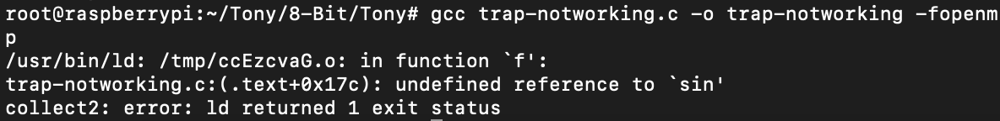 root@raspberrypi:~/Tony/8-Bit/Tony# gcc trap-notworking.c -o trap-notworking -fopenm
p
/usr/bin/ld: /tmp/ccEzcvaG.o: in function `f':
trap-notworking.c:(.text+0x17c): undefined reference to `sin'
collect2: error: ld returned 1 exit status